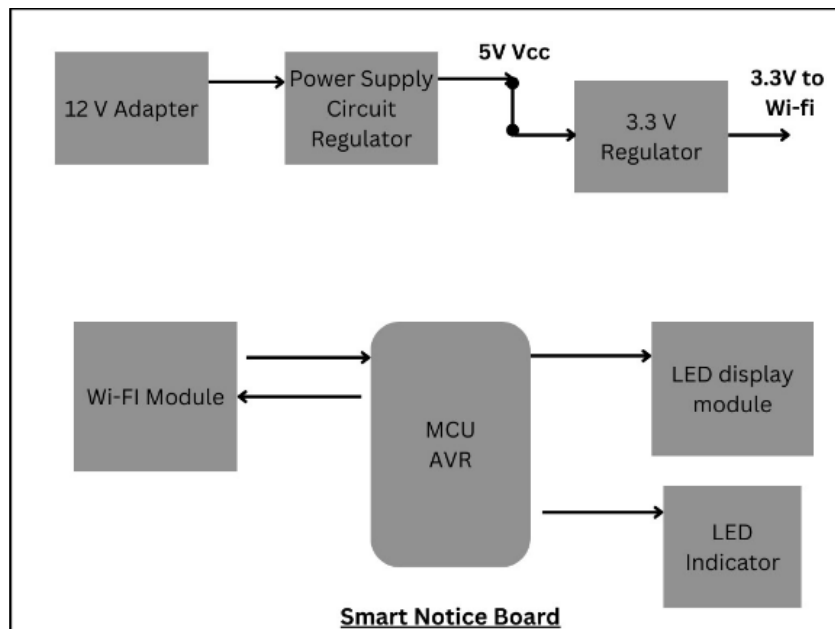 5V Vcc
12 V Adapter
Power Supply
Circuit
Regulator
3.3 V
Regulator
3.3V to
Wi-fi
Wi-FI Module
MCU
AVR
LED display
module
LED
Indicator
Smart Notice Board